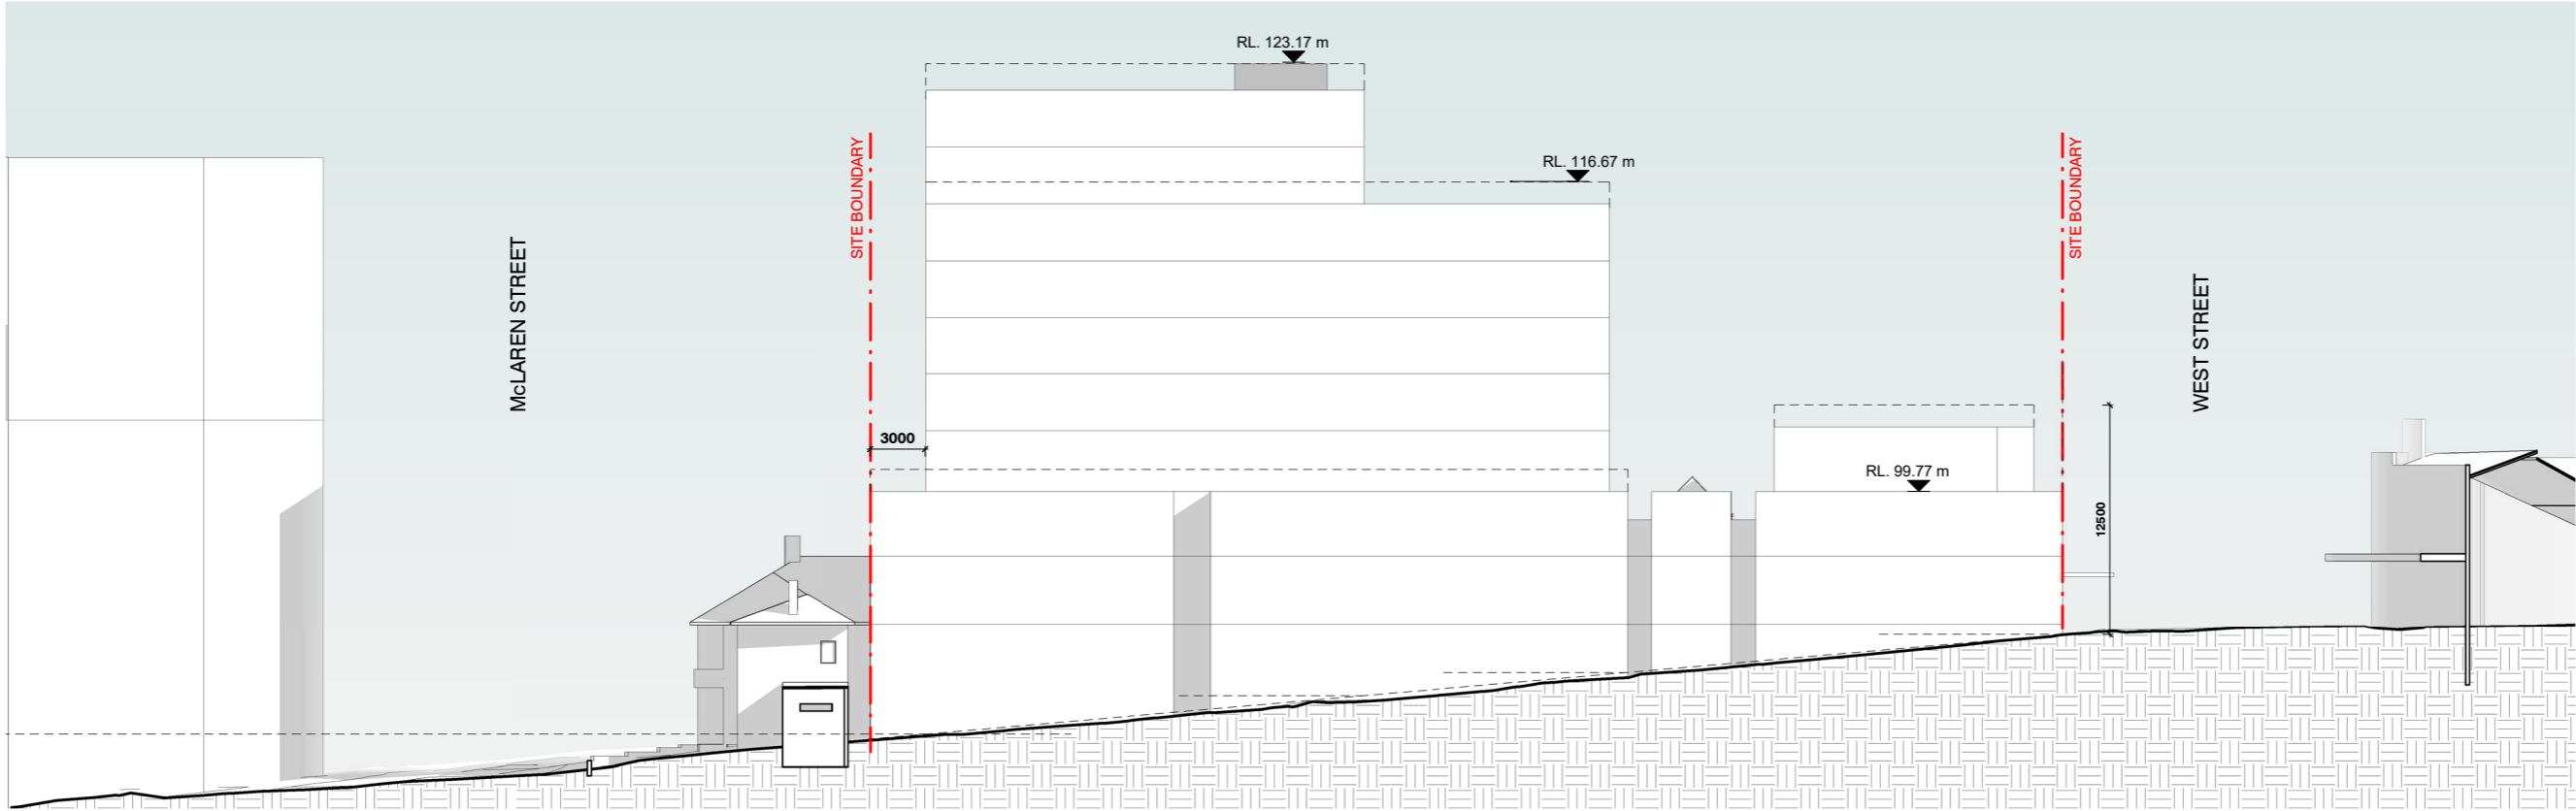 RL. 123.17 m
SITE BOUNDARY
SITE BOUNDARY
RL. 116.67 m
McLAREN STREET
WEST STREET
3000
RL. 99.77 m
12500